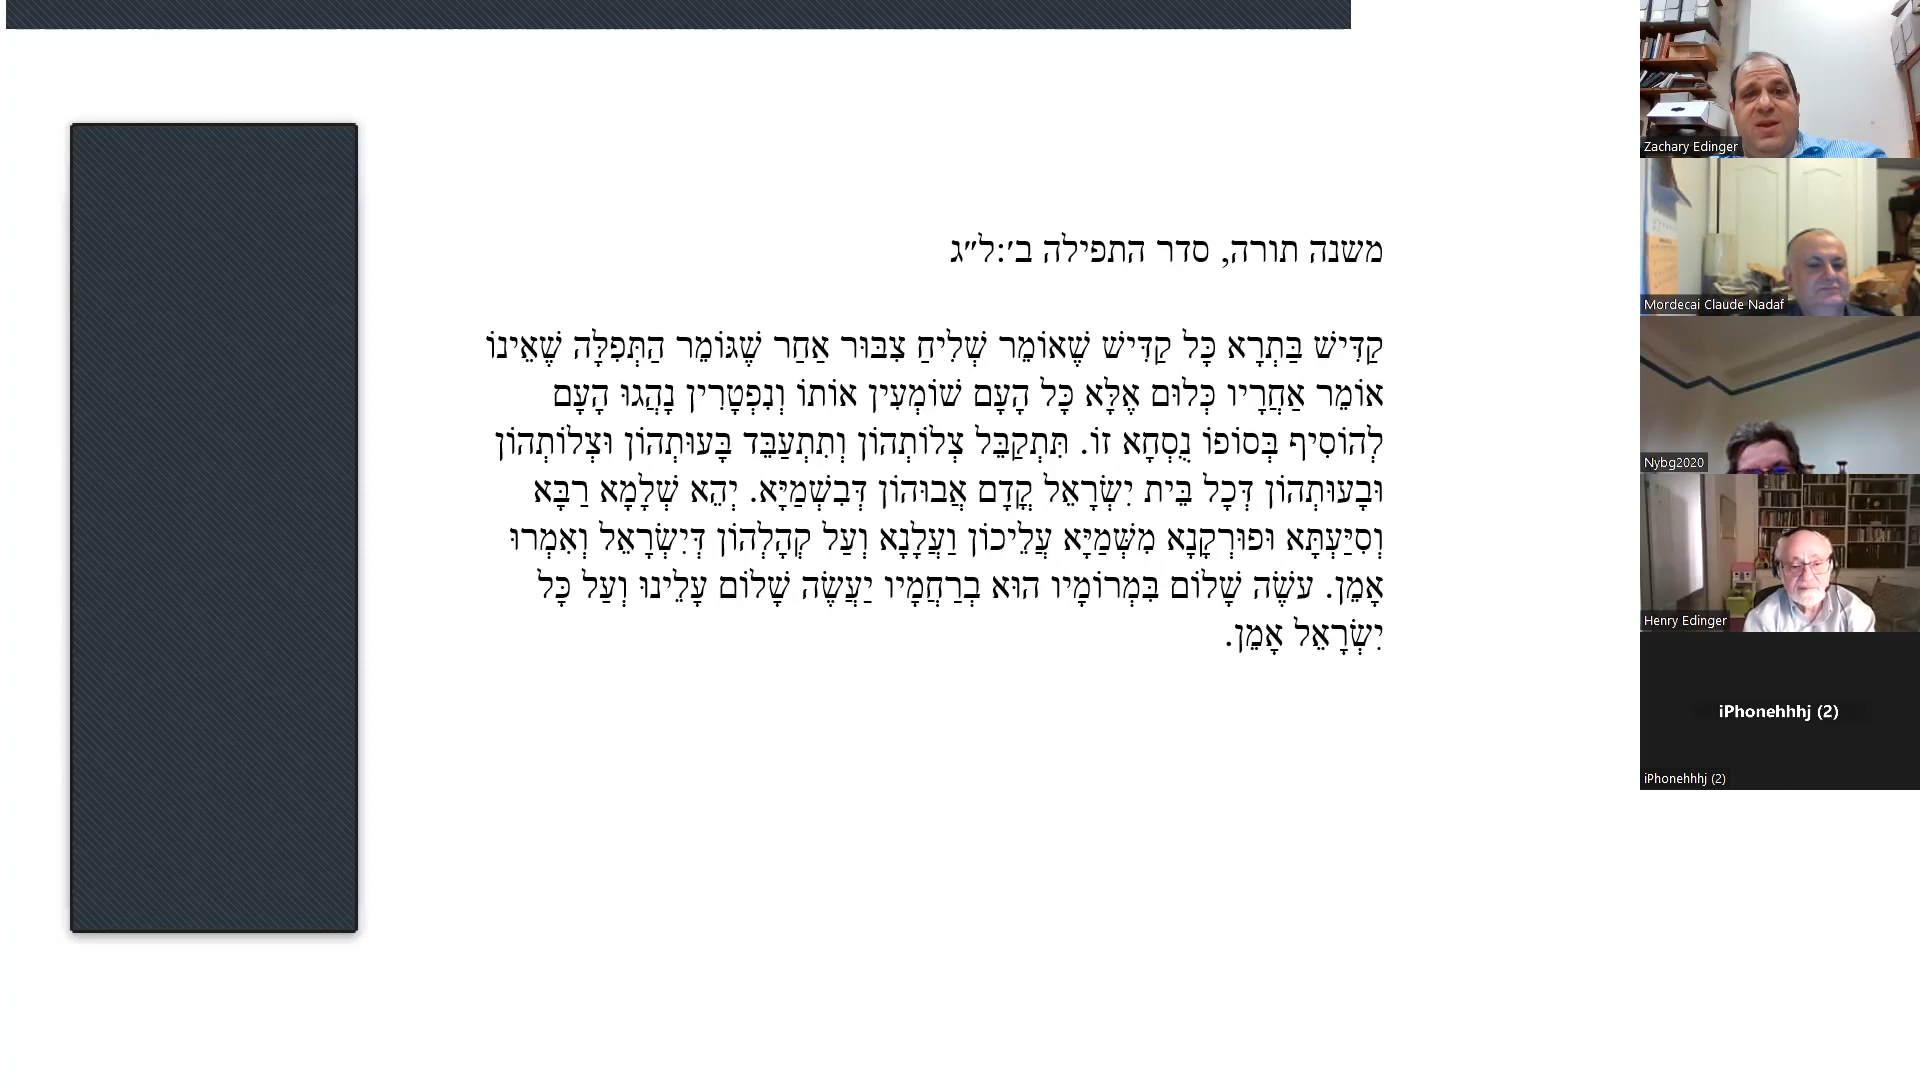 משנה תורה, סדר התפילה ב׳:ל״ג
קַדִּישׁ בַּתְרָא כָּל קַדִּישׁ שֶׁאוֹמֵר שְׁלִיחַ צִבּוּר אַחַר שֶׁגּוֹמֵר הַתְּפִלָּה שֶׁאֵינוֹ
אוֹמֵר אַחֲרָיו כְּלוּם אֶלָּא כָּל הָעָם שׁוֹמְעִין אוֹתוֹ וְנִפְטָרִין נָהֲגוּ הָעָם
לְהוֹסִיף בְּסוֹפוֹ נֻסְחָא זוֹ. תִּתְקַבֵּל צְלוֹתְהוֹן וְתִתְעַבֵּד בָּעוּתְהוֹן וּצְלוֹתְהוֹן
וּבָעוּתְהוֹן דְּכָל בֵּית יִשְׂרָאֵל קֳדָם אֲבוּהוֹן דְּבִשְׁמַיָּא. יְהֵא שְׁלָמָא רַבָּא
וְסִיַּעְתָּא וּפוּרְקָנָא מִשְּׁמַיָּא עֲלֵיכוֹן וַעֲלָנָא וְעַל קְהָלְהוֹן דְּיִשְׂרָאֵל וְאִמְרוּ
אָמֵן. עֹשֶׂה שָׁלוֹם בִּמְרוֹמָיו הוּא בְרַחֲמָיו יַעֲשֶׂה שָׁלוֹם עָלֵינוּ וְעַל כָּל
יִשְׂרָאֵל אָמֵן.
Zachary Edinger
Mordecai Claude Nadaf
Nybg2020
Henry Edinger
iPhonehhhj (2)
iPhonehhhj (2)